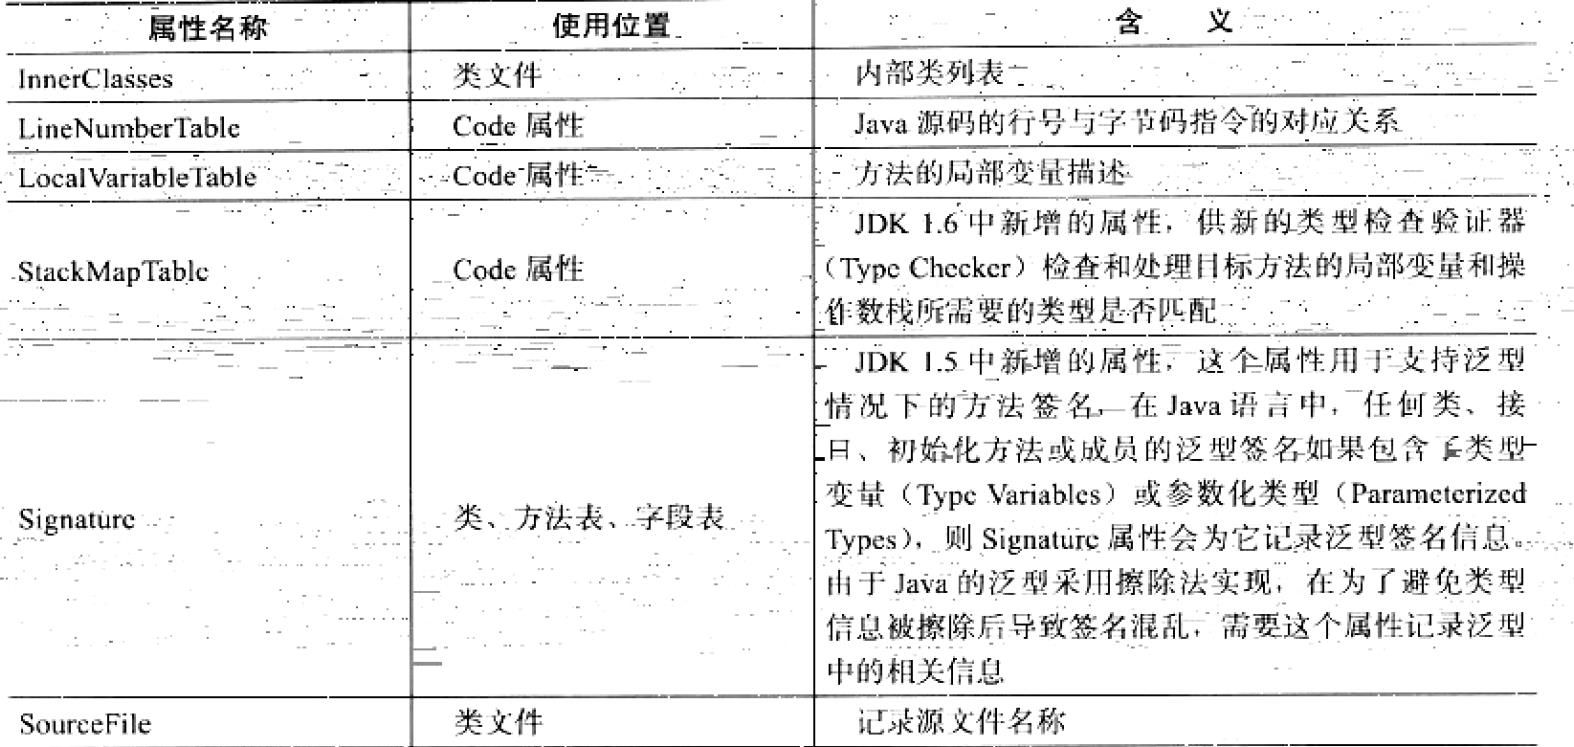 属性名称 使用位置 含 义
InnerClasses 类文件 内部类列表
LineNumberTable Code 属性 Java 源码的行号与字节码指令的对应关系
LocalVariableTable Code 属性 方法的局部变量描述
StackMapTable Code 属性 JDK 1.6 中新增的属性，供新的类型检查验证器
（Type Checker）检查和处理目标方法的局部变量和操
作数栈所需要的类型是否匹配
Signature 类、方法表、字段表 JDK 1.5 中新增的属性，这个属性用于支持泛型
情况下的方法签名，在 Java 语言中，任何类、接
口、初始化方法或成员的泛型签名如果包含了类型
变量（Type Variables）或参数化类型（Parameterized
Types），则 Signature 属性会为它记录泛型签名信息。
由于 Java 的泛型采用擦除法实现，在为了避免类型
信息被擦除后导致签名混乱，需要这个属性记录泛型
中的相关信息
SourceFile 类文件 记录源文件名称